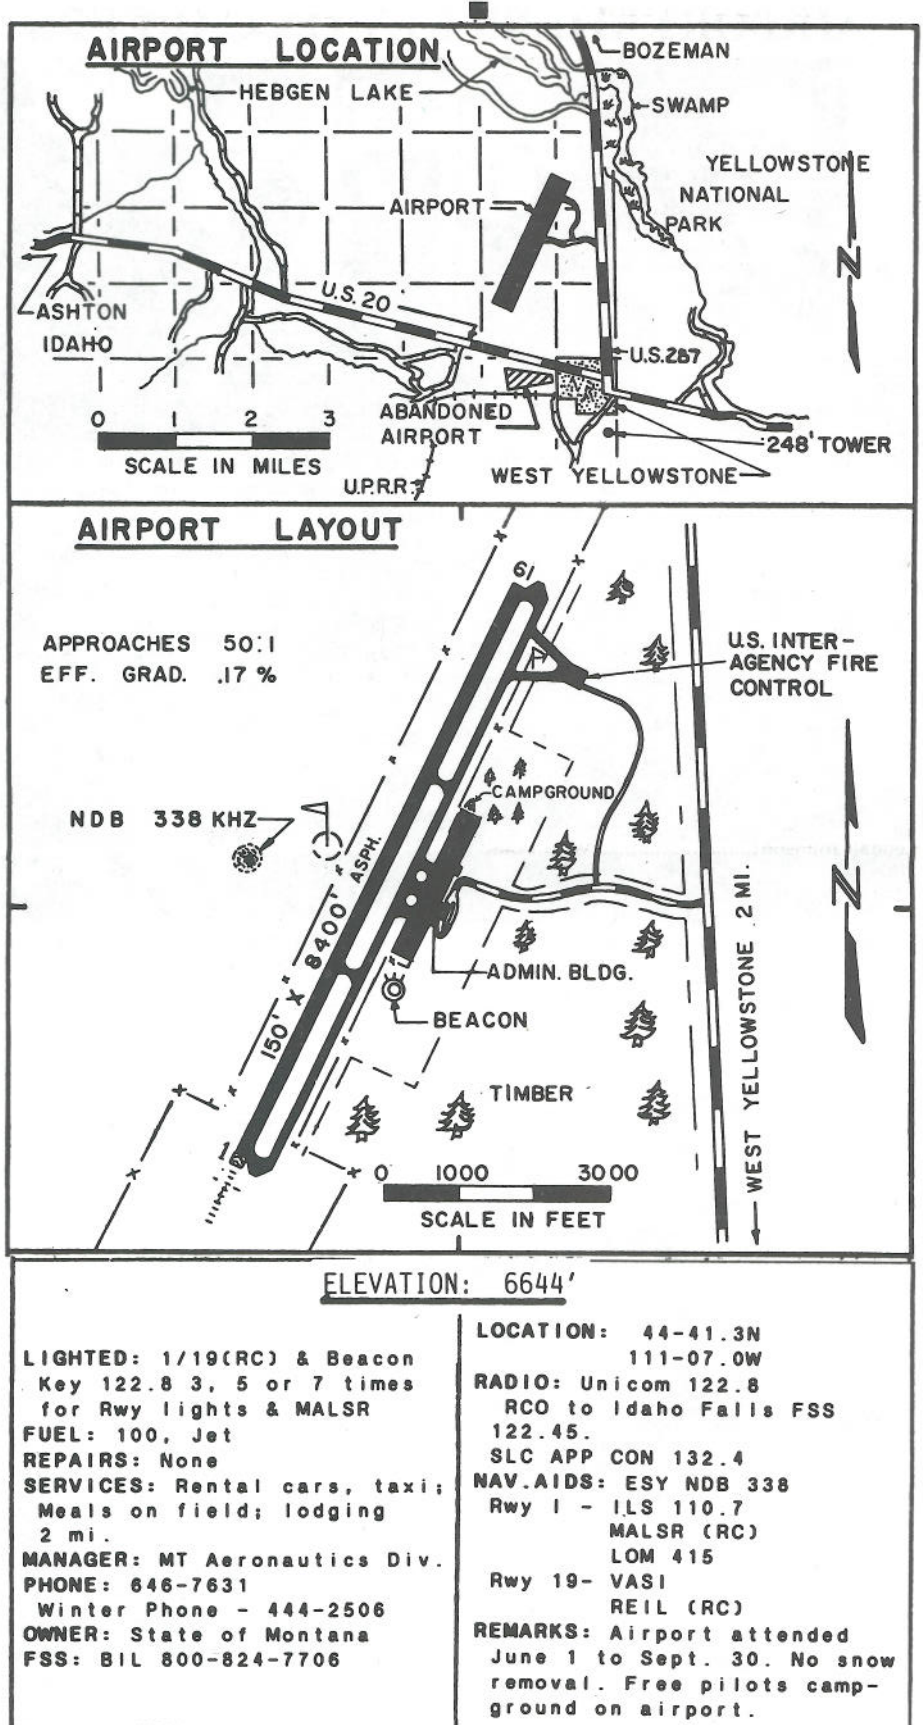 AIRPORT LOCATION
BOZEMAN
HEBGEN LAKE
SWAMP
YELLOWSTONE
NATIONAL
PARK
AIRPORT
N
U.S. 20
ASHTON
IDAHO
U.S. 287
0 1 2 3
SCALE IN MILES
ABANDONED
AIRPORT
248' TOWER
U.P.R.R.
WEST YELLOWSTONE
AIRPORT LAYOUT
19
APPROACHES 50:1
EFF. GRAD. .17 %
U.S. INTER-
AGENCY FIRE
CONTROL
CAMPGROUND
NDB 338 KHZ
N
150' X 8400' ASPH.
ADMIN. BLDG.
BEACON
WEST YELLOWSTONE 2 MI.
TIMBER
1
0 1000 3000
SCALE IN FEET
ELEVATION: 6644'
LIGHTED: 1/19(RC) & Beacon
Key 122.8 3, 5 or 7 times
for Rwy lights & MALSR
FUEL: 100, Jet
REPAIRS: None
SERVICES: Rental cars, taxi;
Meals on field; lodging
2 mi.
MANAGER: MT Aeronautics Div.
PHONE: 646-7631
Winter Phone - 444-2506
OWNER: State of Montana
FSS: BIL 800-824-7706
LOCATION: 44-41.3N
111-07.0W
RADIO: Unicom 122.8
RCO to Idaho Falls FSS
122.45.
SLC APP CON 132.4
NAV.AIDS: ESY NDB 338
Rwy 1 - ILS 110.7
MALSR (RC)
LOM 415
Rwy 19- VASI
REIL (RC)
REMARKS: Airport attended
June 1 to Sept. 30. No snow
removal. Free pilots camp-
ground on airport.